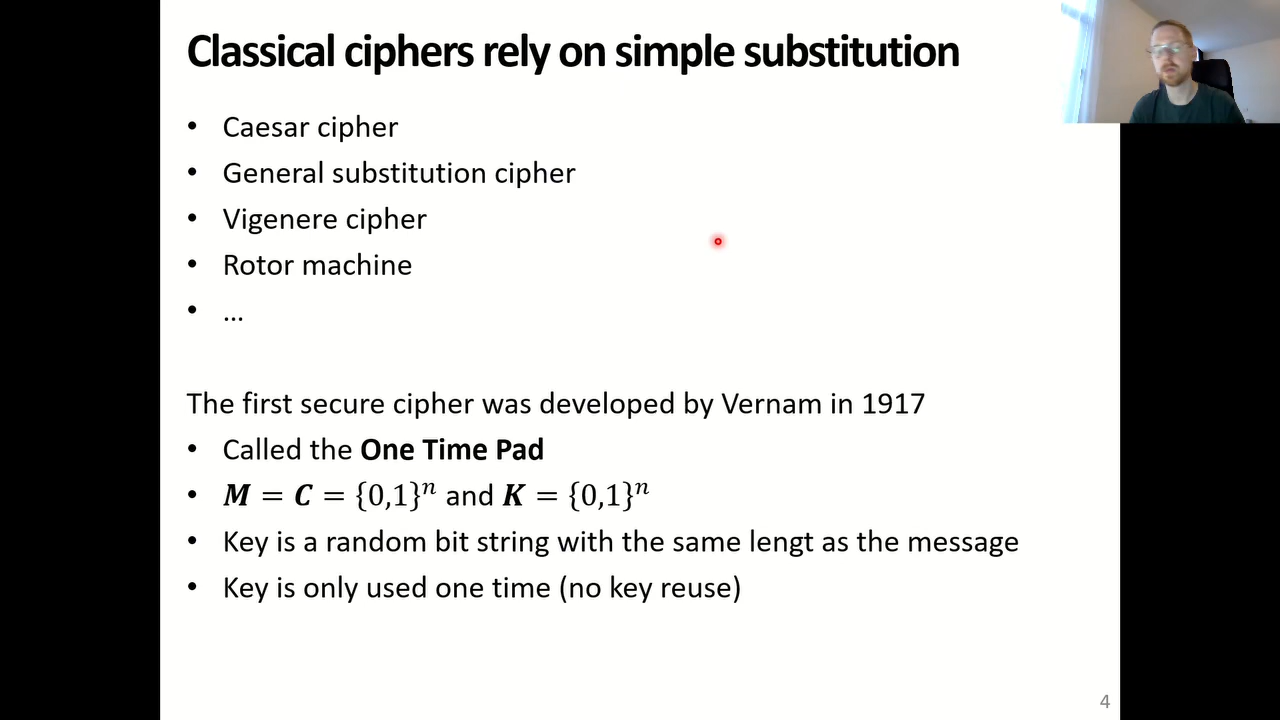 Classical ciphers rely on simple substitution
• Caesar cipher
• General substitution cipher
• Vigenere cipher
• Rotor machine
• ...
The first secure cipher was developed by Vernam in 1917
• Called the One Time Pad
• 𝑴 = 𝑪 = {0,1}ⁿ and 𝑲 = {0,1}ⁿ
• Key is a random bit string with the same lengt as the message
• Key is only used one time (no key reuse)
4